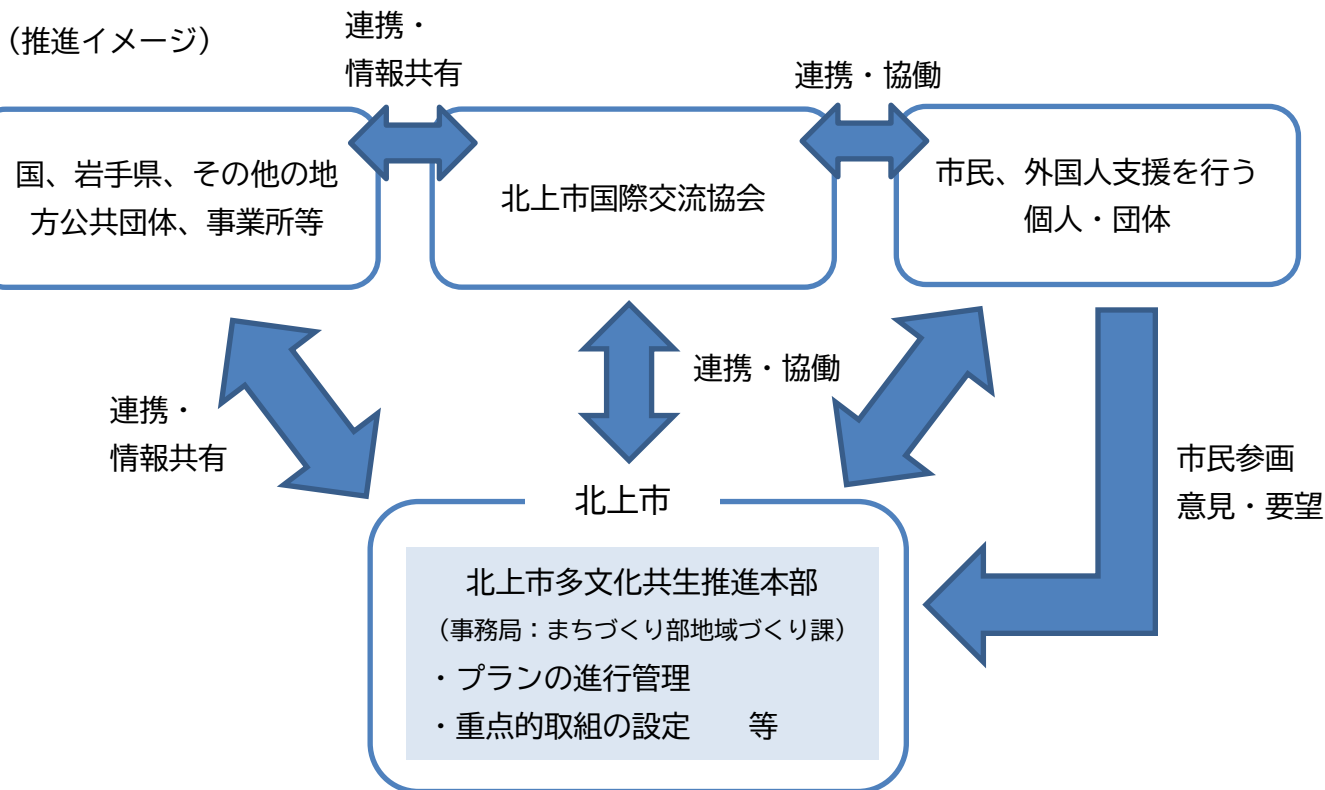 （推進イメージ）
連携・
情報共有
連携・協働
国、岩手県、その他の地
方公共団体、事業所等
北上市国際交流協会
市民、外国人支援を行う
個人・団体
連携・協働
連携・
情報共有
市民参画
意見・要望
北上市
北上市多文化共生推進本部
（事務局：まちづくり部地域づくり課）
・プランの進行管理
・重点的取組の設定　　等